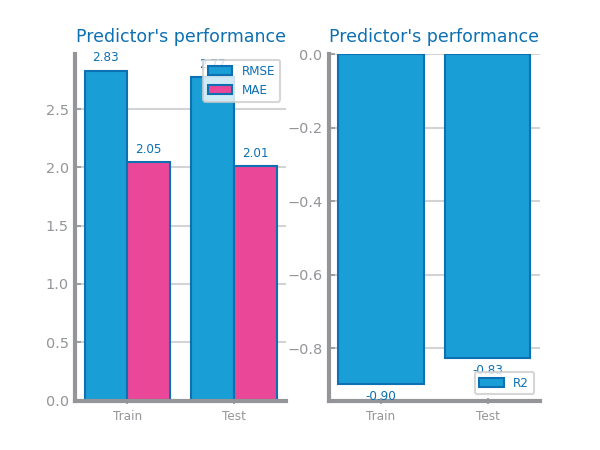 Predictor's performance
2.83
2.05
2.01
RMSE
MAE
2.5
2.0
1.5
1.0
0.5
0.0
Train
Test
Predictor's performance
0.0
−0.2
−0.4
−0.6
−0.8
-0.90
-0.83
R2
Train
Test